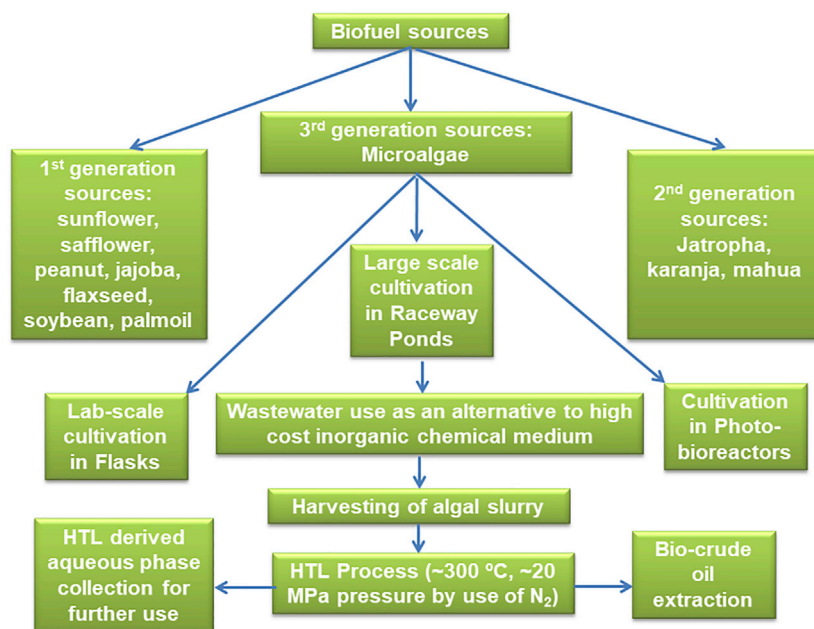 Biofuel sources
3rd generation sources:
Microalgae
1st generation
sources:
sunflower,
safflower,
peanut, jajoba,
flaxseed,
soybean, palmoil
2nd generation
sources:
Jatropha,
karanja, mahua
Large scale
cultivation
in Raceway
Ponds
Lab-scale
cultivation
in Flasks
Wastewater use as an alternative to high
cost inorganic chemical medium
Cultivation
in Photo-
bioreactors
Harvesting of algal slurry
HTL derived
aqueous phase
collection for
further use
HTL Process (~300 ºC, ~20
MPa pressure by use of N₂)
Bio-crude
oil
extraction